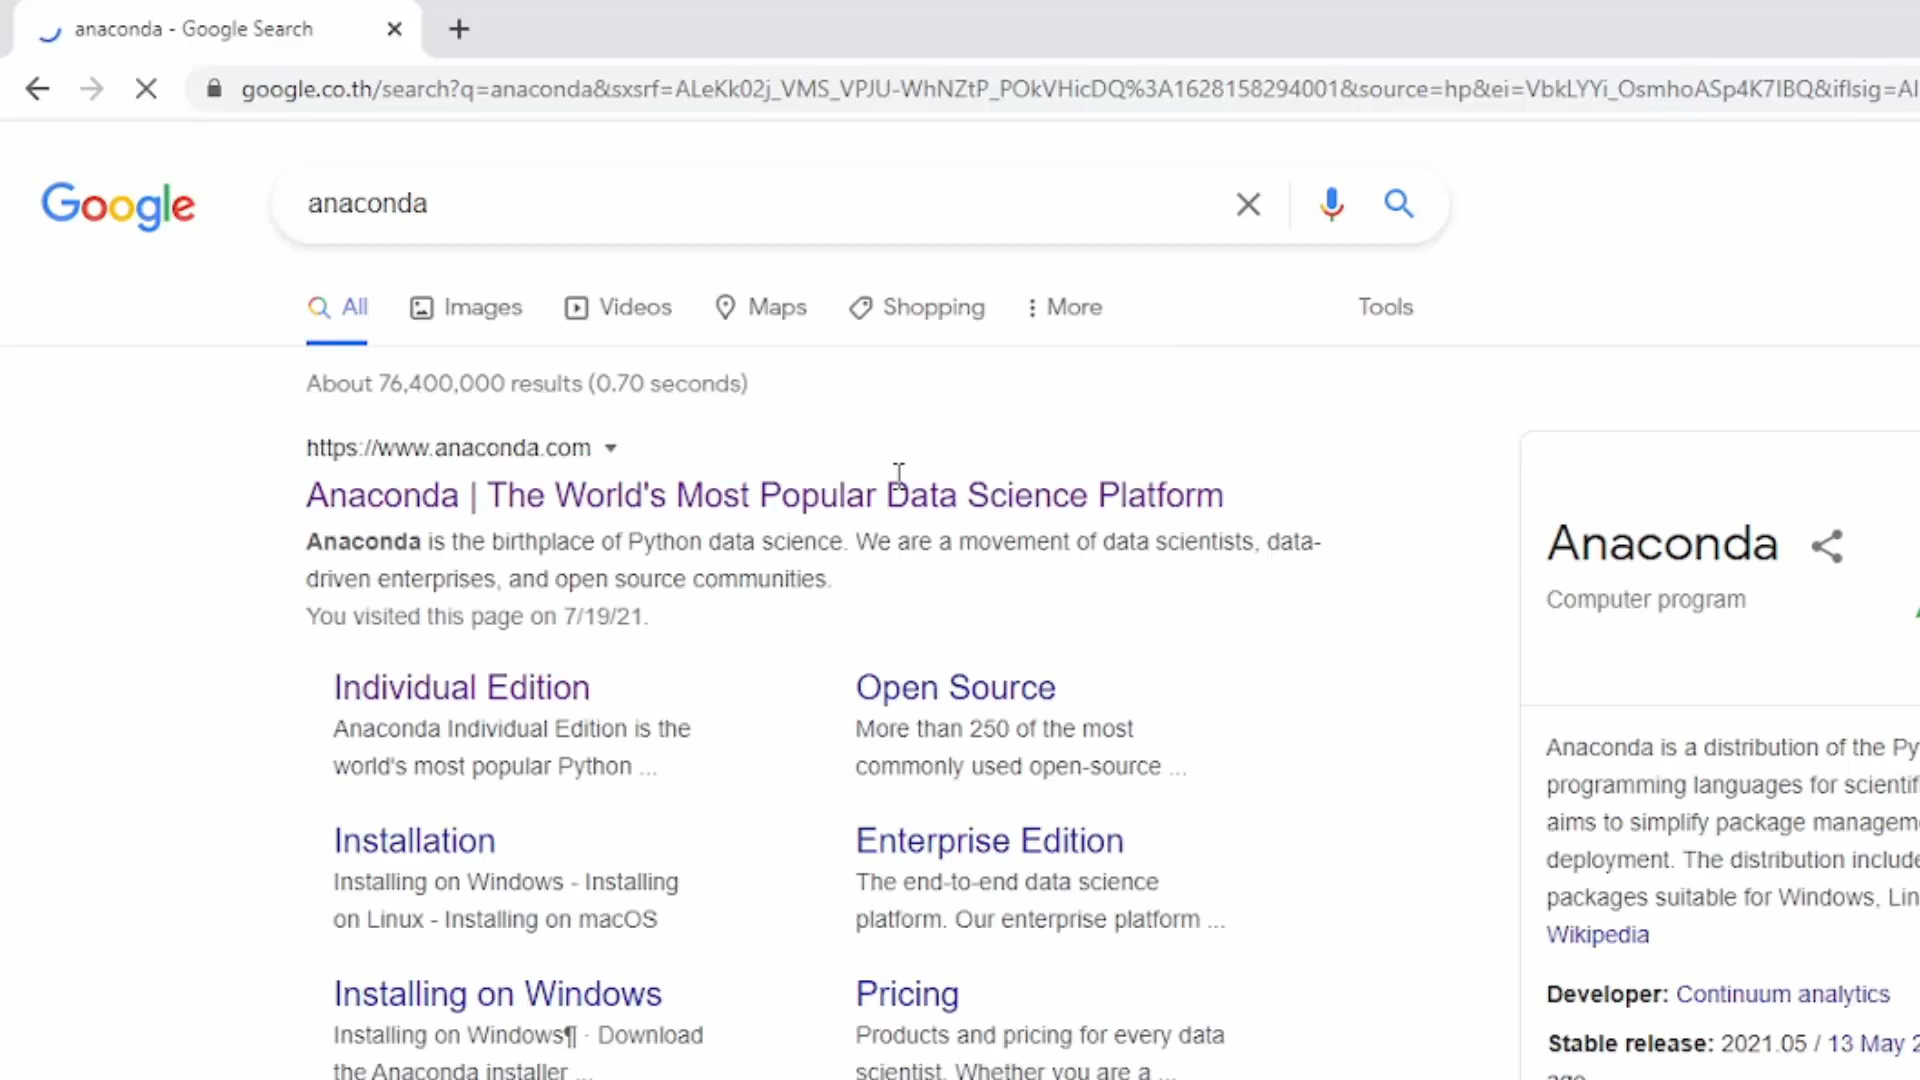 anaconda - Google Search
google.co.th/search?q=anaconda&sxsrf=ALeKk02j_VMS_VPJU-WhNZtP_POkVHicDQ%3A1628158294001&source=hp&ei=VbkLYYi_OsmhoASp4K7IBQ&iflsig=AI
Google
anaconda
All Images Videos Maps Shopping More Tools
About 76,400,000 results (0.70 seconds)
https://www.anaconda.com
Anaconda | The World's Most Popular Data Science Platform
Anaconda is the birthplace of Python data science. We are a movement of data scientists, data-
driven enterprises, and open source communities.
You visited this page on 7/19/21.
Individual Edition
Anaconda Individual Edition is the
world's most popular Python ...
Open Source
More than 250 of the most
commonly used open-source ...
Installation
Installing on Windows - Installing
on Linux - Installing on macOS
Enterprise Edition
The end-to-end data science
platform. Our enterprise platform ...
Installing on Windows
Installing on Windows¶ · Download
the Anaconda installer ...
Pricing
Products and pricing for every data
scientist. Whether you are a ...
Anaconda
Computer program
Anaconda is a distribution of the Py
programming languages for scientif
aims to simplify package managem
deployment. The distribution include
packages suitable for Windows, Lin
Wikipedia
Developer: Continuum analytics
Stable release: 2021.05 / 13 May 2
ago